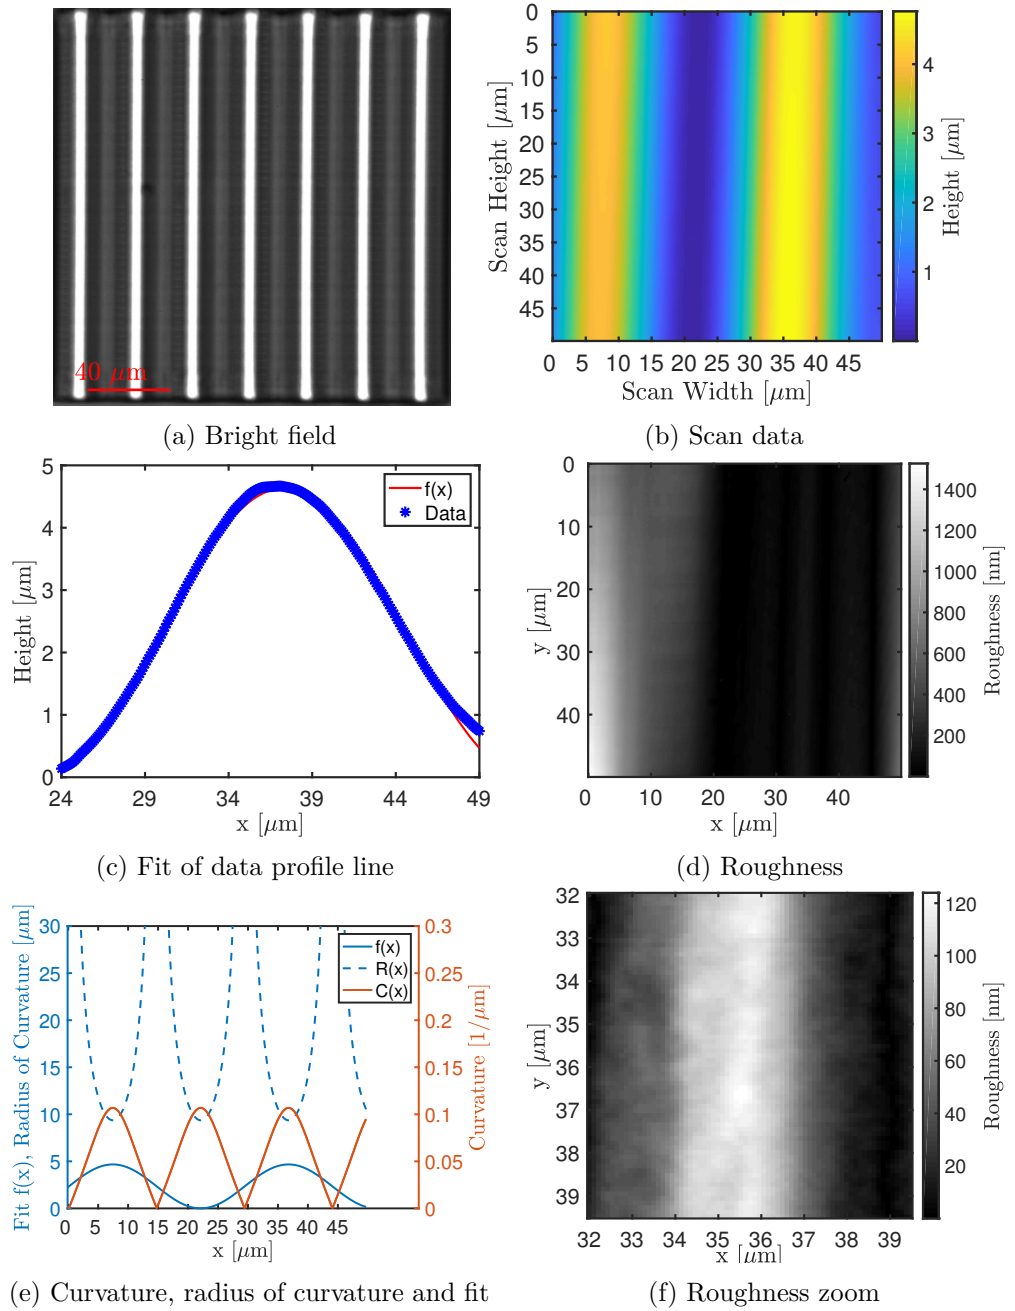 40 μm
(a) Bright field
0
5
10
15
20
25
30
35
40
45
Scan Height [μm]
0 5 10 15 20 25 30 35 40 45
Scan Width [μm]
4
3
2
1
Height [μm]
(b) Scan data
5
4
3
2
1
0
Height [μm]
24 29 34 39 44 49
x [μm]
f(x)
Data
(c) Fit of data profile line
0
10
20
30
40
y [μm]
0 10 20 30 40
x [μm]
1400
1200
1000
800
600
400
200
Roughness [nm]
(d) Roughness
30
25
20
15
10
5
0
Fit f(x), Radius of Curvature [μm]
0 5 10 15 20 25 30 35 40 45
x [μm]
f(x)
R(x)
C(x)
0.3
0.25
0.2
0.15
0.1
0.05
0
Curvature [1/μm]
(e) Curvature, radius of curvature and fit
32
33
34
35
36
37
38
39
y [μm]
32 33 34 35 36 37 38 39
x [μm]
120
100
80
60
40
20
Roughness [nm]
(f) Roughness zoom